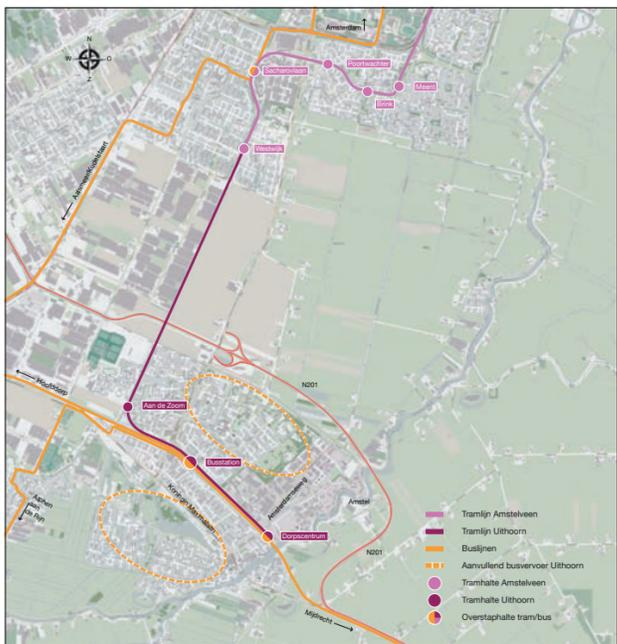 Amsterdam
N
W
O
Z
Poortwachter
Sacharovlaan
Meent
Brink
Westwijk
Aalsmeer/Kudelstaart
N201
Hoofddorp
Aan de Zoom
Busstation
Amsterdamseweg
Koningin Maximalaan
Amstel
Alphen
aan
de Rijn
Dorpscentrum
N201
Mijdrecht
Tramlijn Amstelveen
Tramlijn Uithoorn
Buslijnen
Aanvullend busvervoer Uithoorn
Tramhalte Amstelveen
Tramhalte Uithoorn
Overstaphalte tram/bus